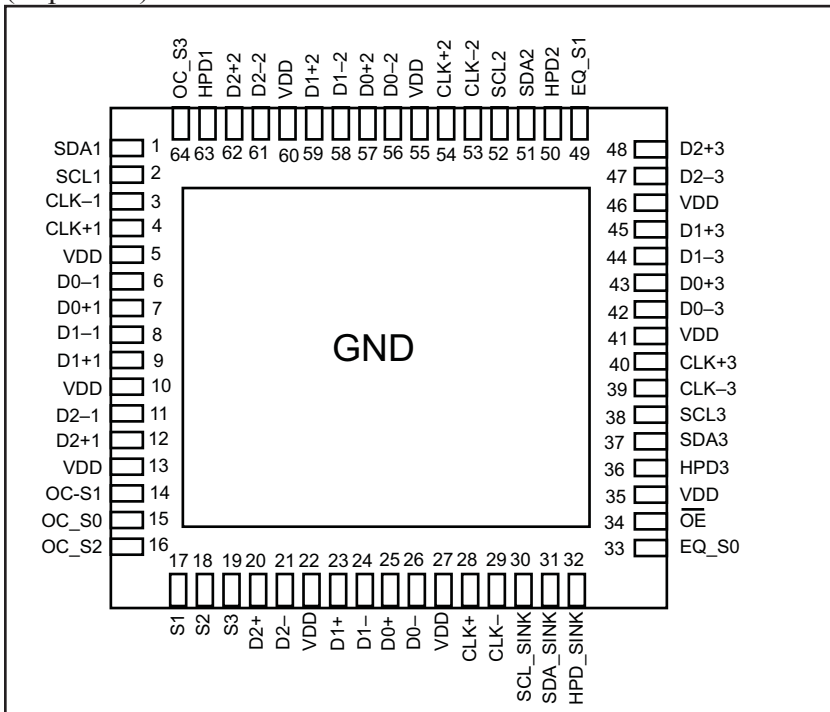 OC_S3
HPD1
D2+2
D2–2
VDD
D1+2
D1–2
D0+2
D0–2
VDD
CLK+2
CLK–2
SCL2
SDA2
HPD2
EQ_S1
64 63 62 61 60 59 58 57 56 55 54 53 52 51 50 49
SDA1 1
SCL1 2
CLK–1 3
CLK+1 4
VDD 5
D0–1 6
D0+1 7
D1–1 8
D1+1 9
VDD 10
D2–1 11
D2+1 12
VDD 13
OC-S1 14
OC_S0 15
OC_S2 16
GND
48 D2+3
47 D2–3
46 VDD
45 D1+3
44 D1–3
43 D0+3
42 D0–3
41 VDD
40 CLK+3
39 CLK–3
38 SCL3
37 SDA3
36 HPD3
35 VDD
34 OE
33 EQ_S0
17 18 19 20 21 22 23 24 25 26 27 28 29 30 31 32
S1
S2
S3
D2+
D2–
VDD
D1+
D1–
D0+
D0–
VDD
CLK+
CLK–
SCL_SINK
SDA_SINK
HPD_SINK